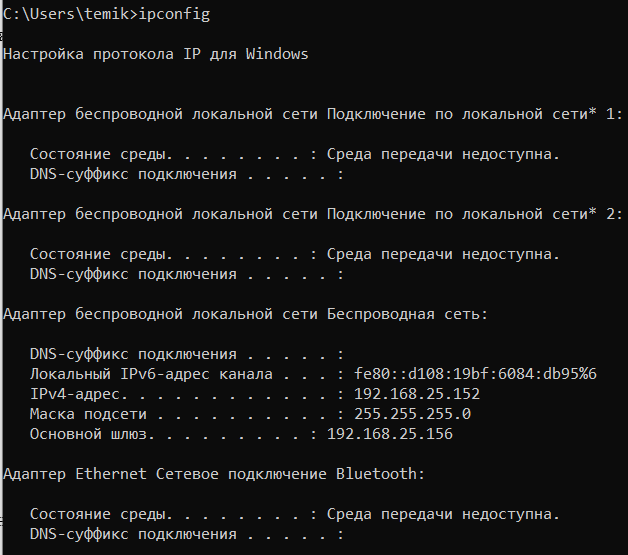 C:\Users\temik>ipconfig
Настройка протокола IP для Windows
Адаптер беспроводной локальной сети Подключение по локальной сети* 1:
Состояние среды. . . . . . . . : Среда передачи недоступна.
DNS-суффикс подключения . . . . . :
Адаптер беспроводной локальной сети Подключение по локальной сети* 2:
Состояние среды. . . . . . . . : Среда передачи недоступна.
DNS-суффикс подключения . . . . . :
Адаптер беспроводной локальной сети Беспроводная сеть:
DNS-суффикс подключения . . . . . :
Локальный IPv6-адрес канала . . . : fe80::d108:19bf:6084:db95%6
IPv4-адрес. . . . . . . . . . . . : 192.168.25.152
Маска подсети . . . . . . . . . . : 255.255.255.0
Основной шлюз. . . . . . . . . : 192.168.25.156
Адаптер Ethernet Сетевое подключение Bluetooth:
Состояние среды. . . . . . . . : Среда передачи недоступна.
DNS-суффикс подключения . . . . . :